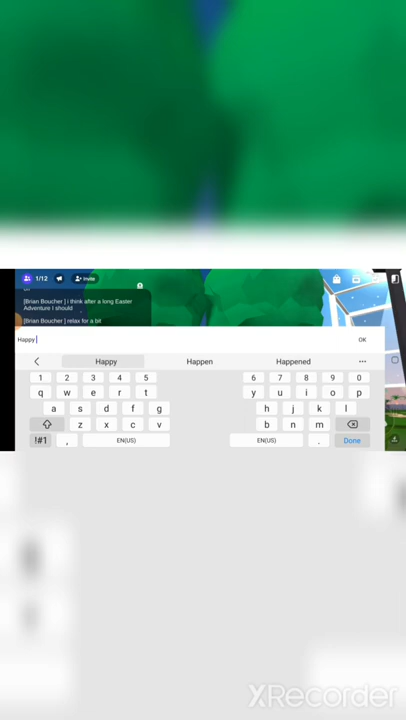 1/12 Invite
[Brian Boucher ] i think after a long Easter
Adventure I should
[Brian Boucher ] relax for a bit
Happy OK
Happy Happen Happened ...
1 2 3 4 5 6 7 8 9 0
q w e r t y u i o p
a s d f g h j k l
z x c v b n m
!#1 , EN(US) EN(US) . Done
XRecorder